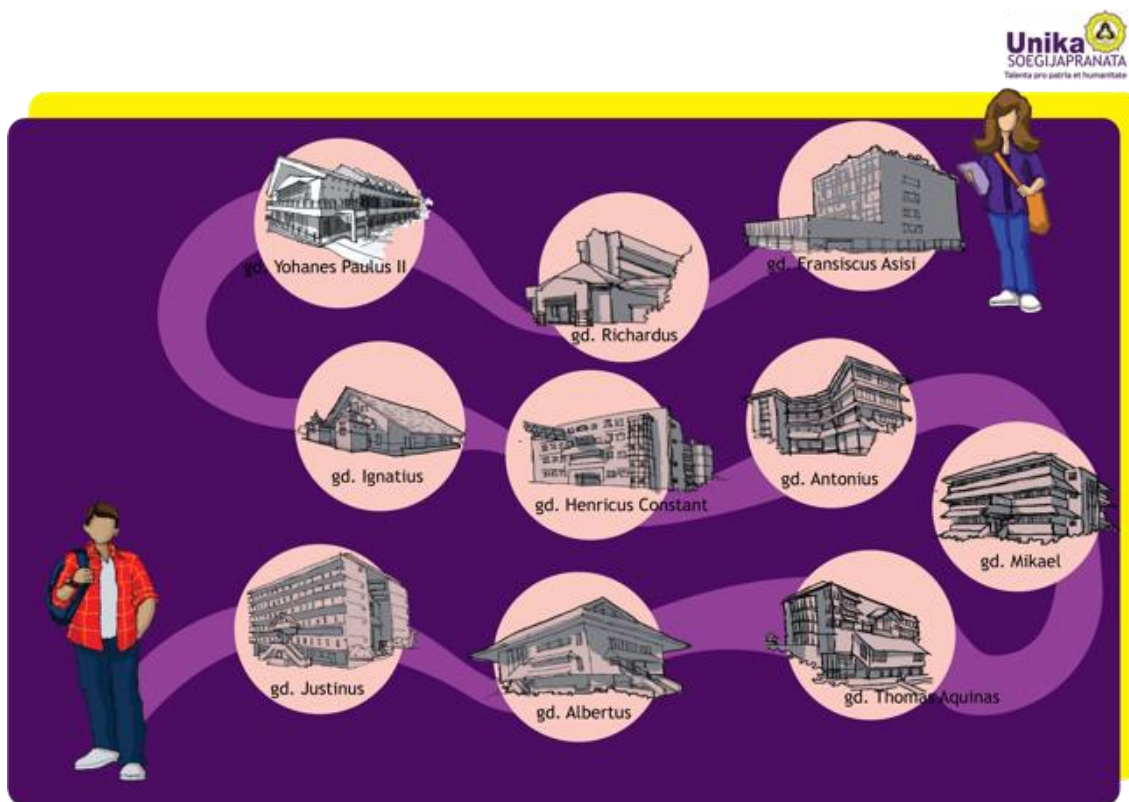 Unika
SOEGIJAPRANATA
Talenta pro patria et humanitate
gd. Yohanes Paulus II
gd. Richardus
gd. Fransiscus Asisi
gd. Ignatius
gd. Henricus Constant
gd. Antonius
gd. Mikael
gd. Justinus
gd. Albertus
gd. Thomas Aquinas